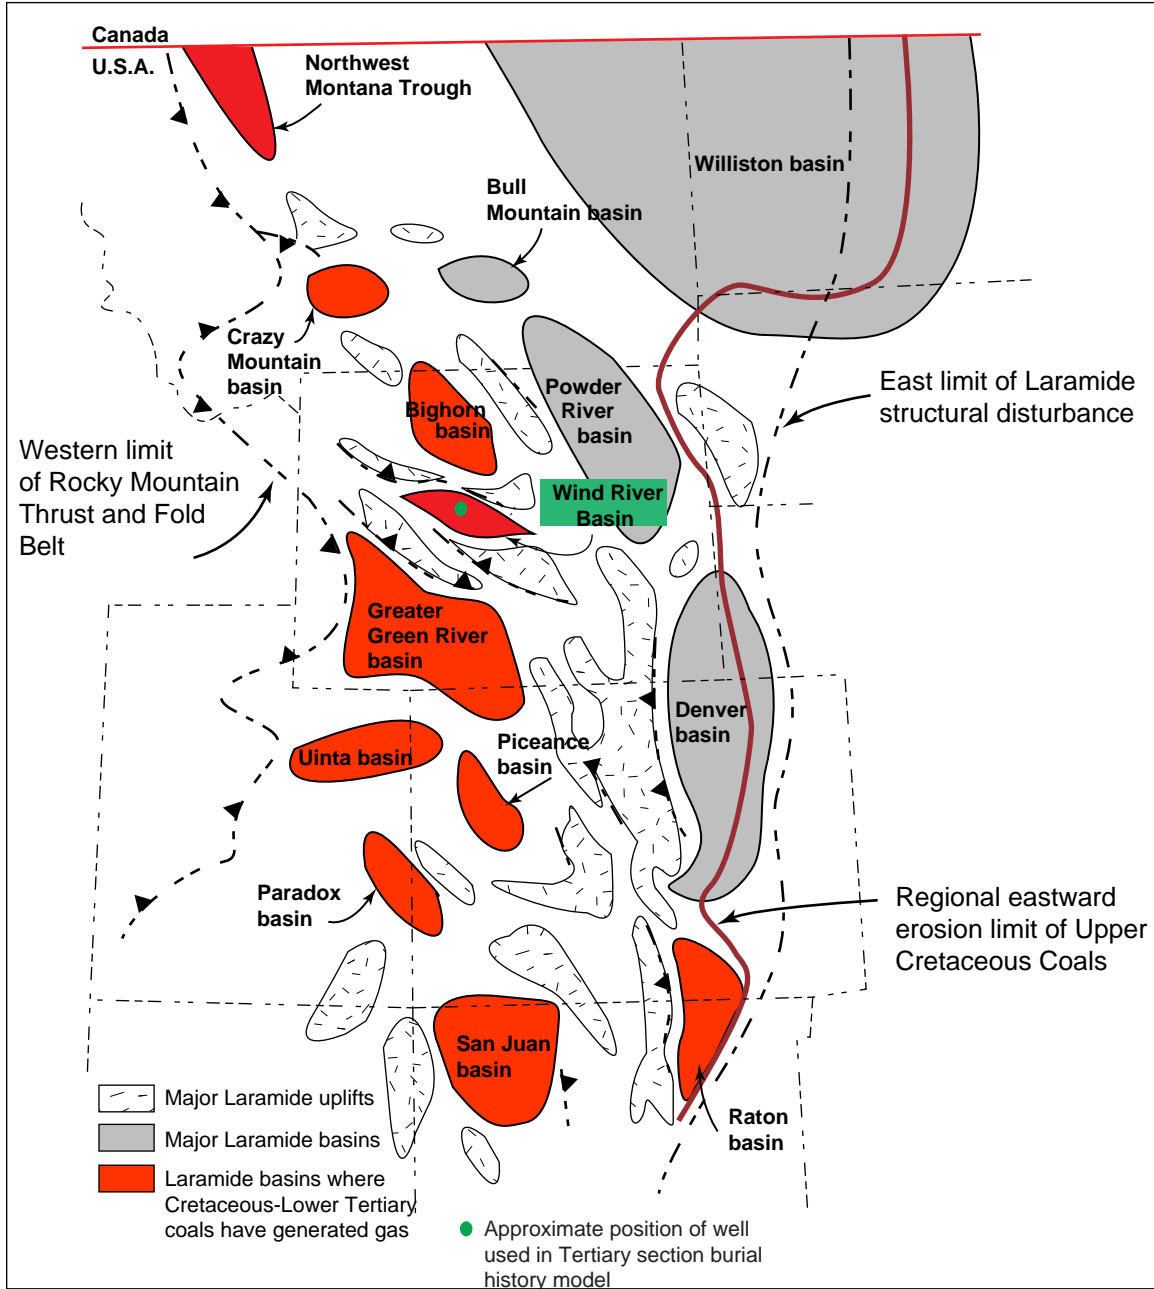 Canada
U.S.A.
Northwest
Montana Trough
Williston basin
Bull
Mountain basin
Crazy
Mountain
basin
Bighorn
basin
Powder
River
basin
East limit of Laramide
structural disturbance
Western limit
of Rocky Mountain
Thrust and Fold
Belt
Wind River
Basin
Greater
Green River
basin
Denver
basin
Uinta basin
Piceance
basin
Paradox
basin
Regional eastward
erosion limit of Upper
Cretaceous Coals
San Juan
basin
Raton
basin
Major Laramide uplifts
Major Laramide basins
Laramide basins where
Cretaceous-Lower Tertiary
coals have generated gas
Approximate position of well
used in Tertiary section burial
history model